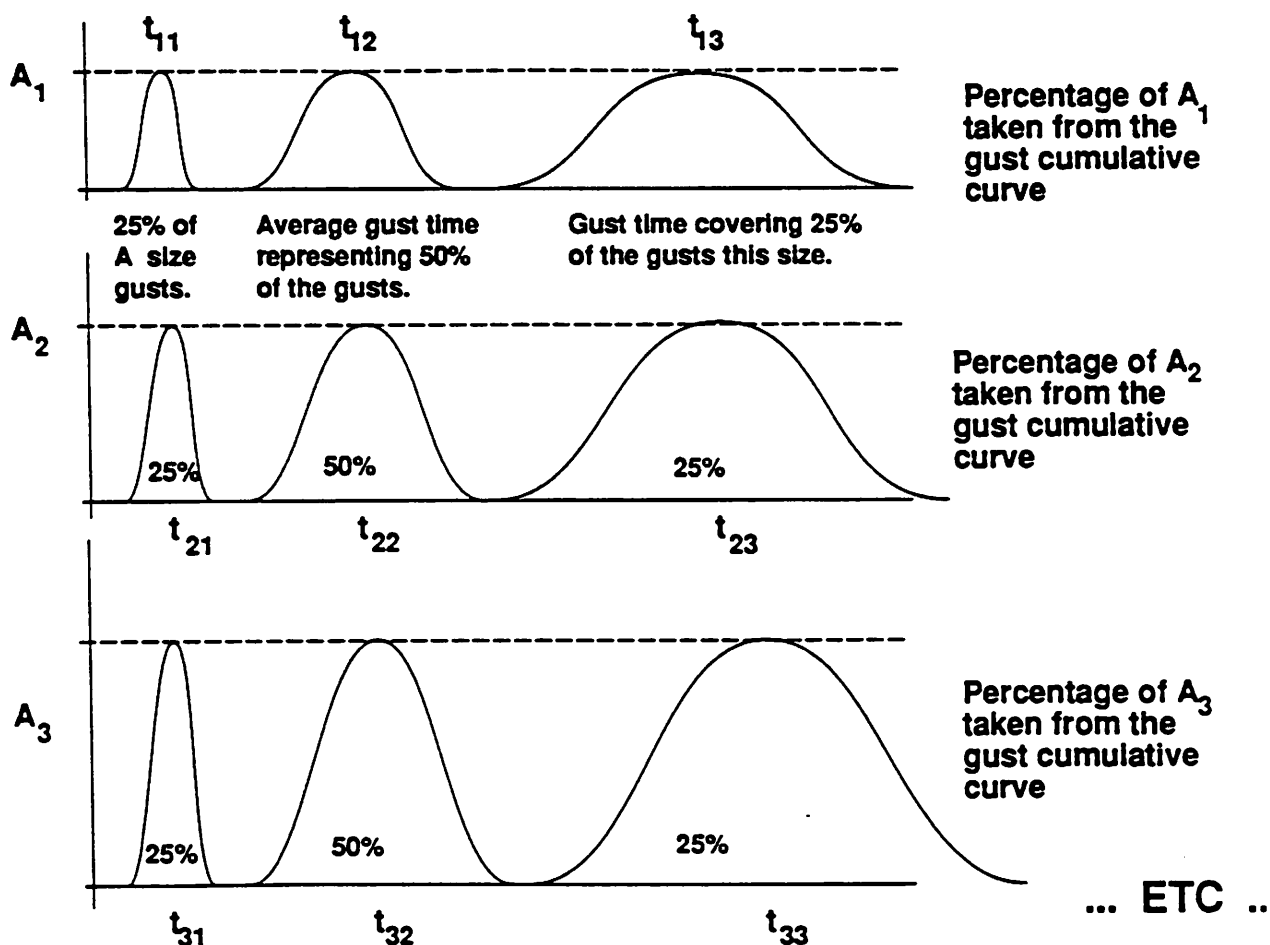 t11 t12 t13
A1
Percentage of A1
taken from the
gust cumulative
curve
25% of
A size
gusts.
Average gust time
representing 50%
of the gusts.
Gust time covering 25%
of the gusts this size.
A2
Percentage of A2
taken from the
gust cumulative
curve
25% 50% 25%
t21 t22 t23
A3
Percentage of A3
taken from the
gust cumulative
curve
25% 50% 25%
t31 t32 t33
... ETC ..